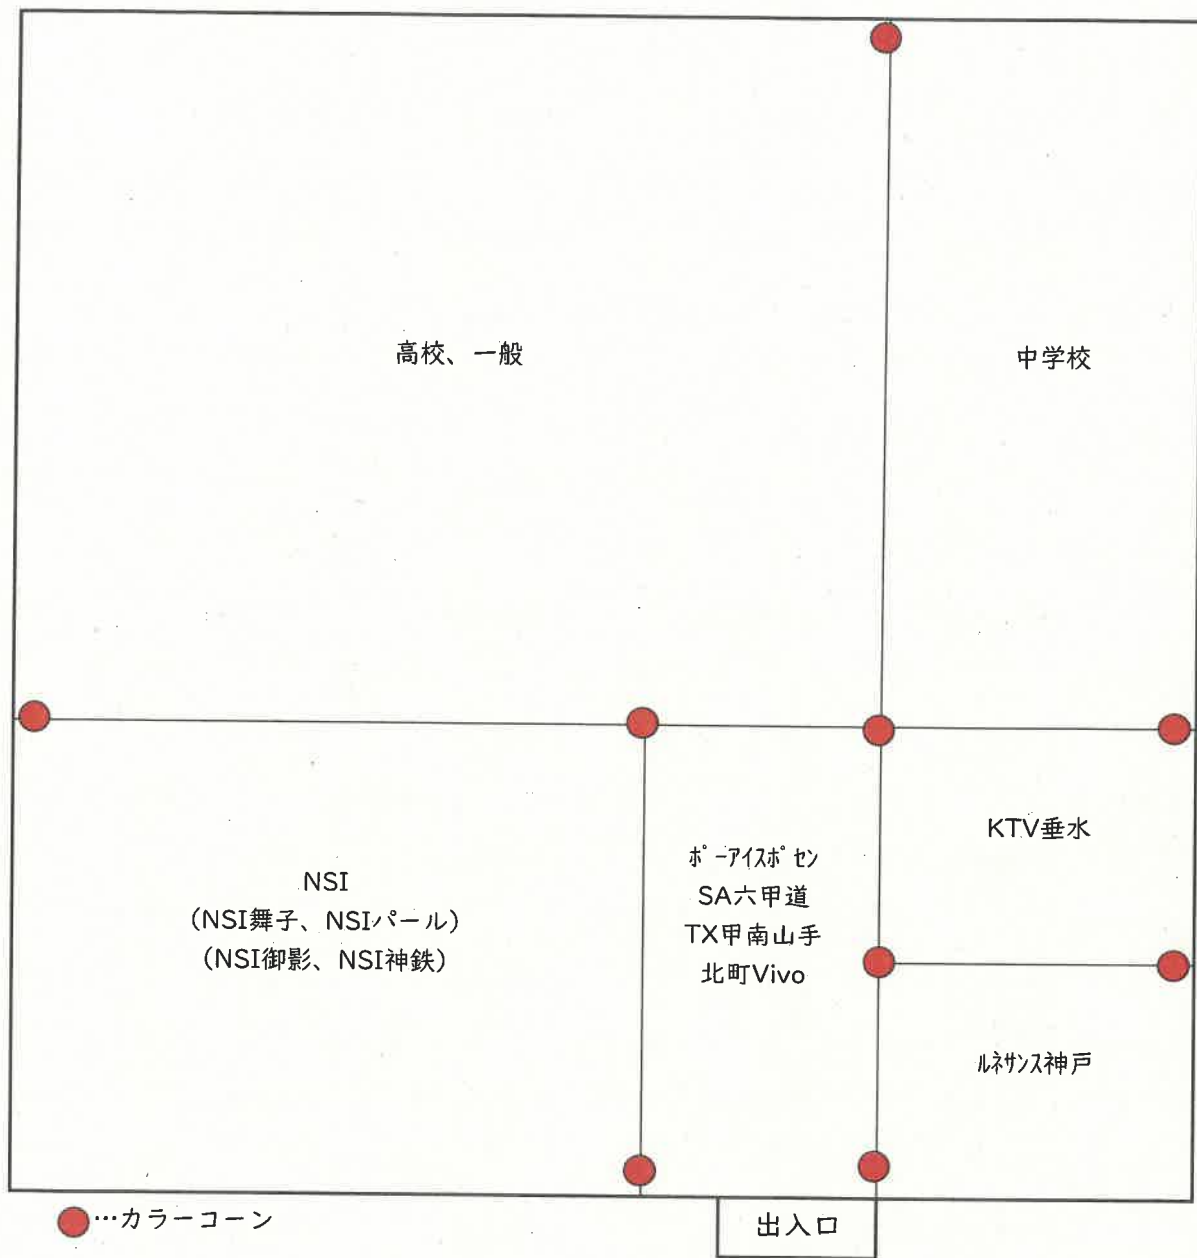 高校、一般
中学校
NSI
(NSI舞子、NSIパール)
(NSI御影、NSI神鉄)
ﾎﾟｰｱｲｽﾎﾟｾﾝ
SA六甲道
TX甲南山手
北町Vivo
KTV垂水
ﾙﾈｻﾝｽ神戸
…カラーコーン
出入口